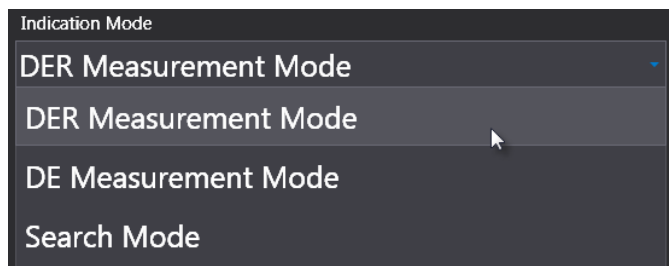 Indication Mode
DER Measurement Mode
DER Measurement Mode
DE Measurement Mode
Search Mode